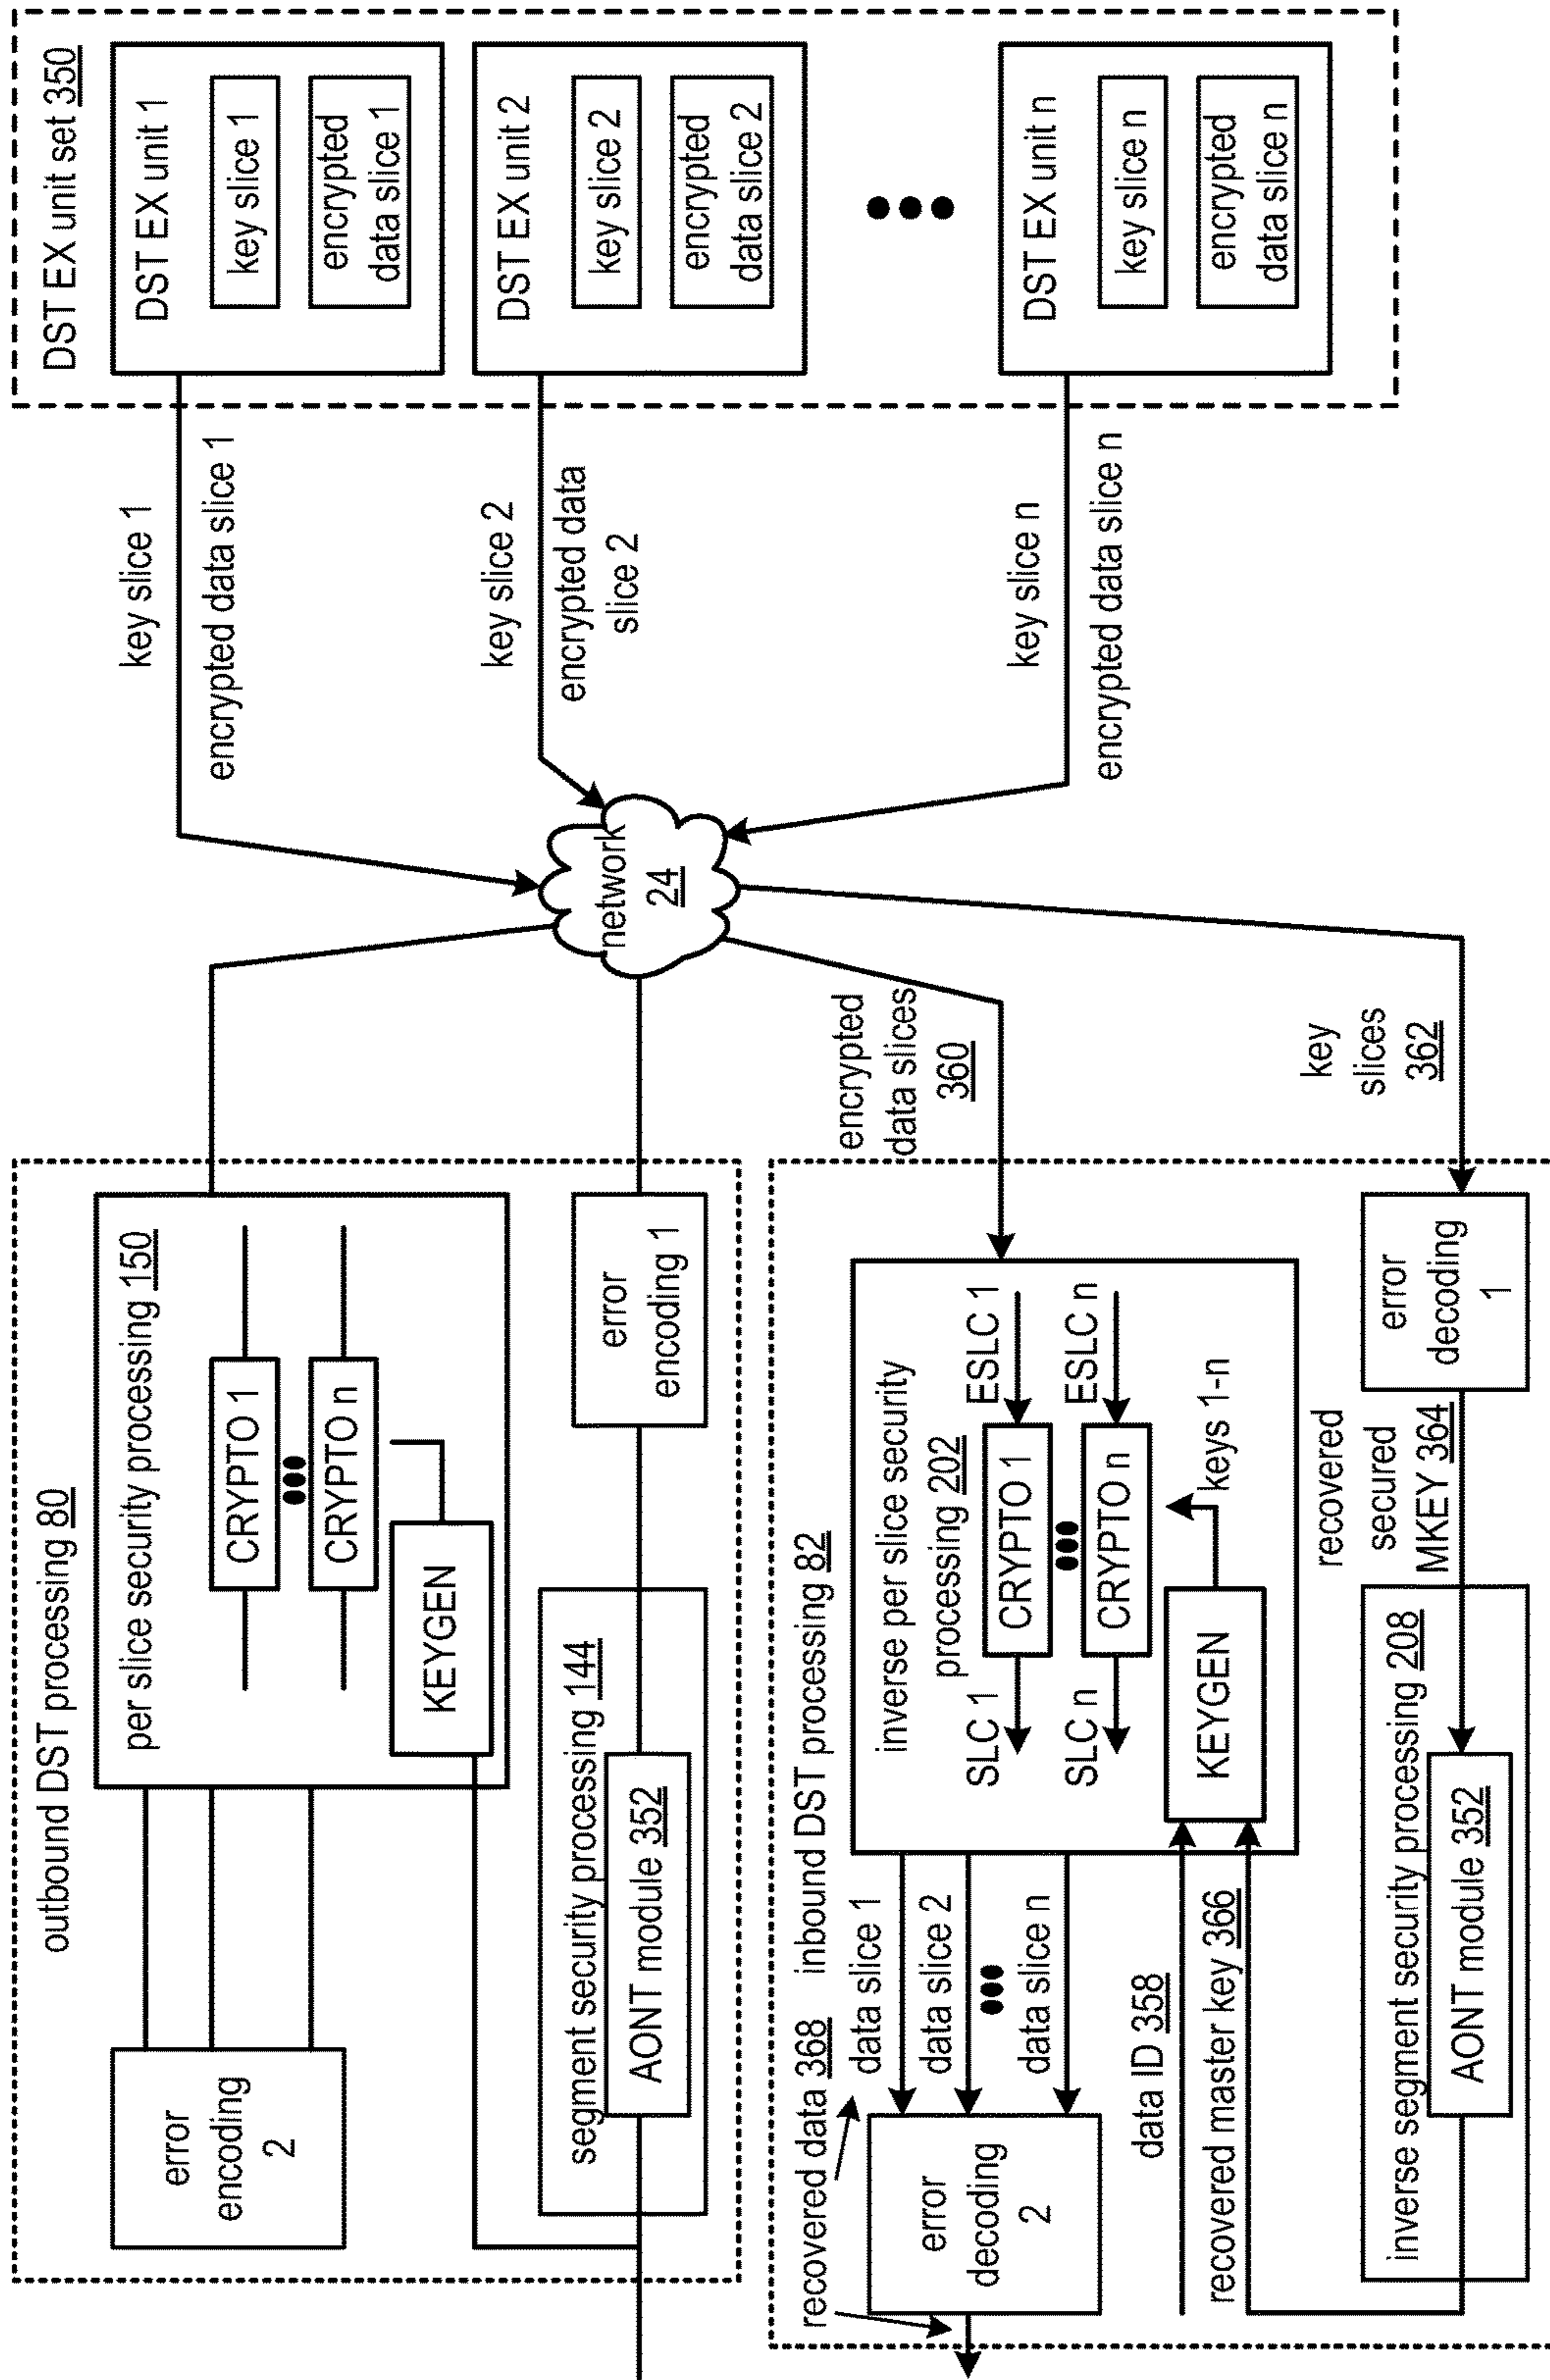 outbound DST processing 80
error
encoding
2
per slice security processing 150
CRYPTO 1
CRYPTO n
KEYGEN
segment security processing 144
AONT module 352
error
encoding 1
network
24
key slice 1
encrypted data slice 1
key slice 2
encrypted data
slice 2
key slice n
encrypted data slice n
DST EX unit set 350
DST EX unit 1
key slice 1
encrypted
data slice 1
DST EX unit 2
key slice 2
encrypted
data slice 2
DST EX unit n
key slice n
encrypted
data slice n
recovered data 368
inbound DST processing 82
data slice 1
data slice 2
data slice n
error
decoding
2
inverse per slice security
processing 202
SLC 1
CRYPTO 1
ESLC 1
SLC n
CRYPTO n
ESLC n
KEYGEN
keys 1-n
encrypted
data slices
360
data ID 358
recovered master key 366
inverse segment security processing 208
AONT module 352
recovered
secured
MKEY 364
error
decoding
1
key
slices
362